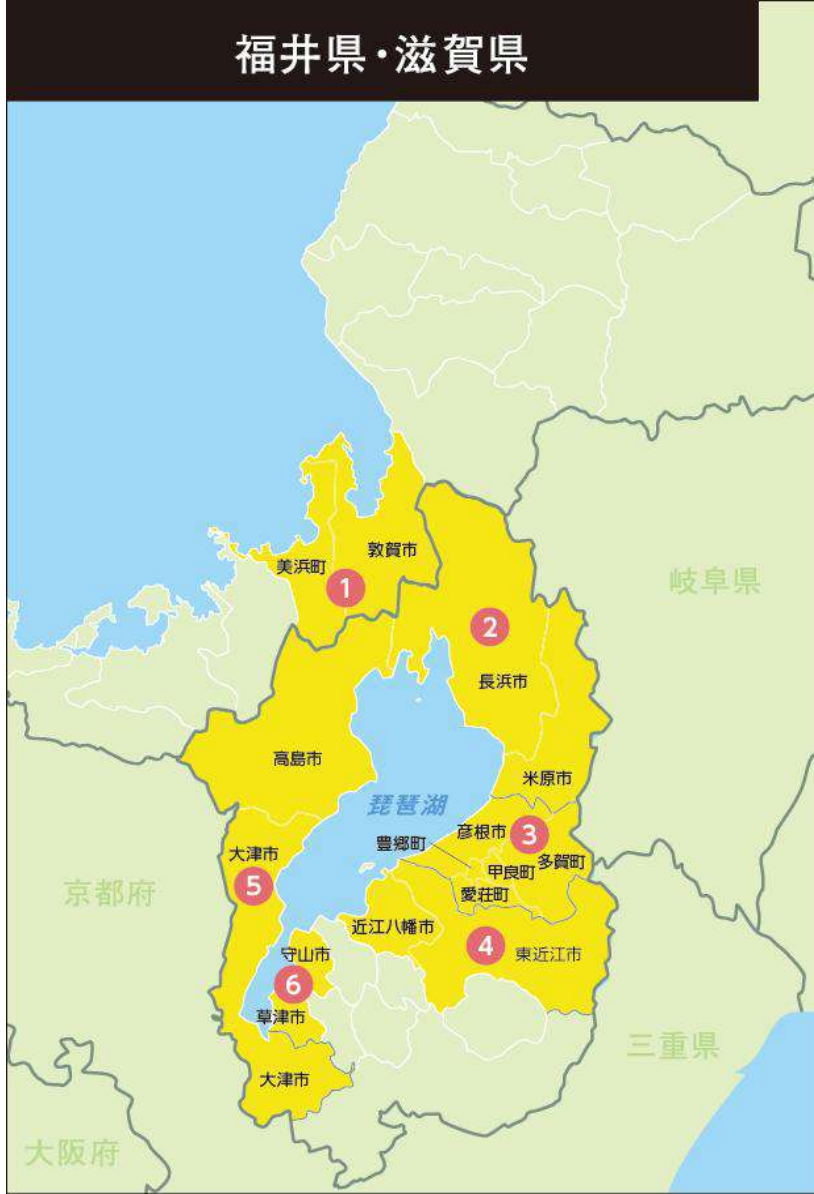 福井県・滋賀県
敦賀市
美浜町
1
岐阜県
2
長浜市
高島市
米原市
琵琶湖
彦根市
3
豊郷町
大津市
多賀町
甲良町
5
京都府
愛荘町
近江八幡市
4
守山市
東近江市
6
草津市
三重県
大津市
大阪府